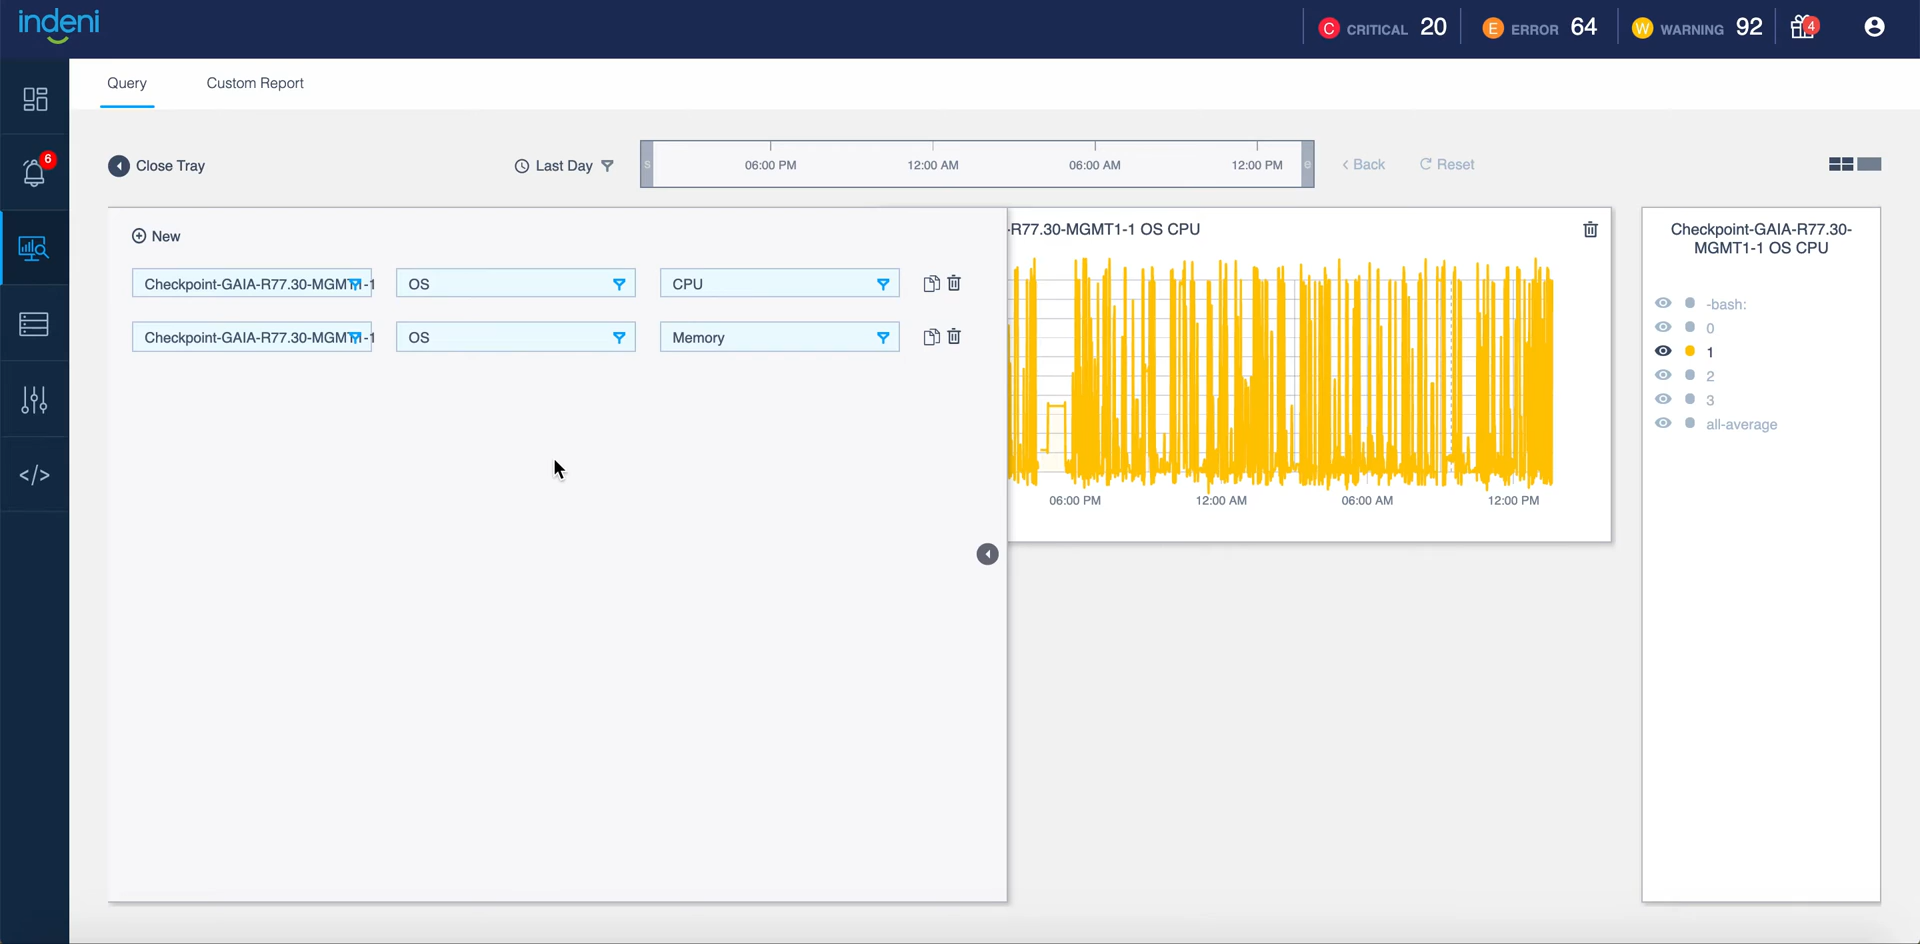 indeni
C CRITICAL 20
E ERROR 64
W WARNING 92
4
Query
Custom Report
6
Close Tray
Last Day
s
06:00 PM
12:00 AM
06:00 AM
12:00 PM
e
< Back
Reset
New
Checkpoint-GAIA-R77.30-MGMT1-1
OS
CPU
Checkpoint-GAIA-R77.30-MGMT1-1
OS
Memory
-R77.30-MGMT1-1 OS CPU
06:00 PM
12:00 AM
06:00 AM
12:00 PM
Checkpoint-GAIA-R77.30-
MGMT1-1 OS CPU
-bash:
0
1
2
3
all-average
</>